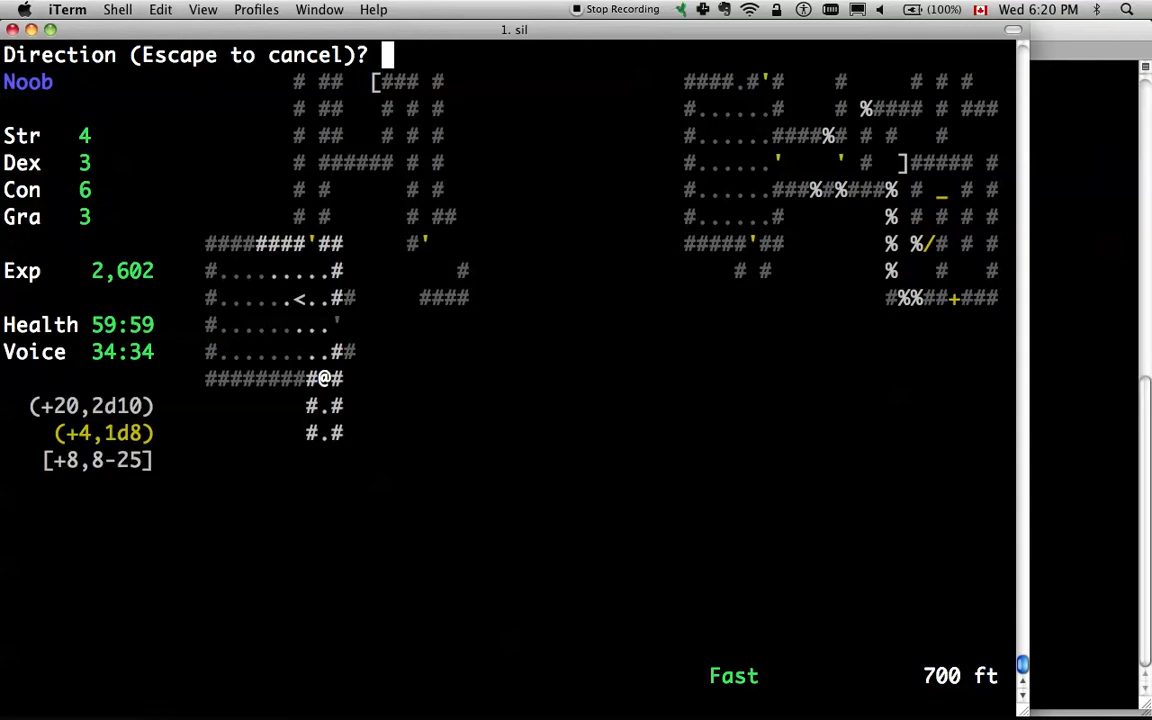 iTerm Shell Edit View Profiles Window Help Stop Recording (100%) Wed 6:20 PM
1. sil
Direction (Escape to cancel)?
Noob # ## [### # ####.#'# # # # #
# ## # # # #......# # %#### # ###
Str 4 # ## # # # #......####%# # # #
Dex 3 # ###### # # #......' ' # ]##### #
Con 6 # # # # #......###%#%###% # _ # #
Gra 3 # # # ## #......# % # # # #
########'## #' #####'## % %/# # #
Exp 2,602 #.........# # # # % # #
#......<..## #### #%%##+###
Health 59:59 #.........'
Voice 34:34 #.........##
#########@#
(+20,2d10) #.#
(+4,1d8) #.#
[+8,8-25]
Fast 700 ft